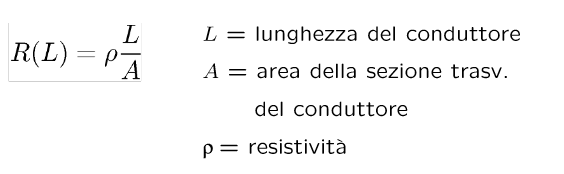 R(L) = ρ L/A
L = lunghezza del conduttore
A = area della sezione trasv.
del conduttore
ρ = resistività